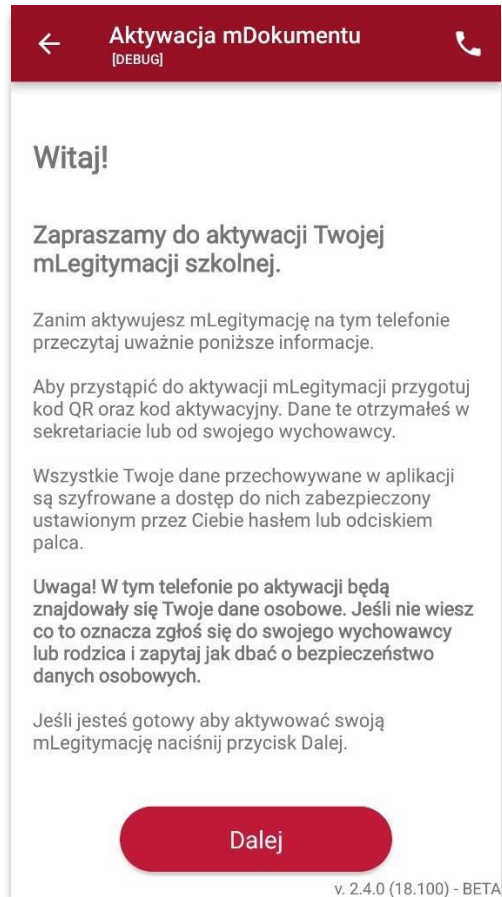 Aktywacja mDokumentu
[DEBUG]
Witaj!
Zapraszamy do aktywacji Twojej
mLegitymacji szkolnej.
Zanim aktywujesz mLegitymację na tym telefonie
przeczytaj uważnie poniższe informacje.
Aby przystąpić do aktywacji mLegitymacji przygotuj
kod QR oraz kod aktywacyjny. Dane te otrzymałeś w
sekretariacie lub od swojego wychowawcy.
Wszystkie Twoje dane przechowywane w aplikacji
są szyfrowane a dostęp do nich zabezpieczony
ustawionym przez Ciebie hasłem lub odciskiem
palca.
Uwaga! W tym telefonie po aktywacji będą
znajdowały się Twoje dane osobowe. Jeśli nie wiesz
co to oznacza zgłoś się do swojego wychowawcy
lub rodzica i zapytaj jak dbać o bezpieczeństwo
danych osobowych.
Jeśli jesteś gotowy aby aktywować swoją
mLegitymację naciśnij przycisk Dalej.
Dalej
v. 2.4.0 (18.100) - BETA